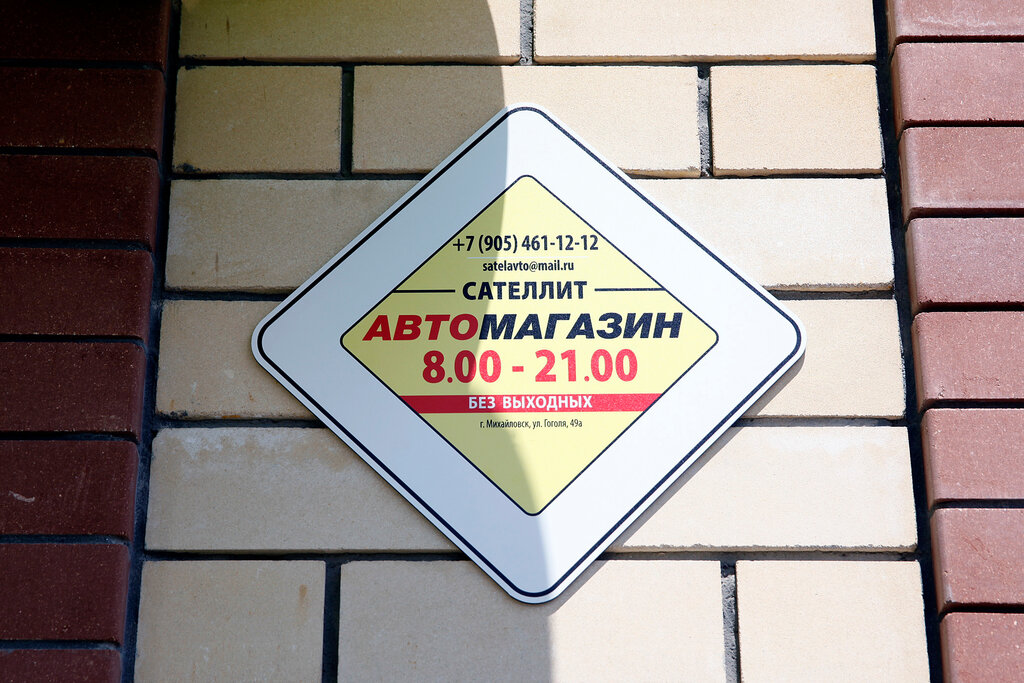 +7 (905) 461-12-12
satelavto@mail.ru
САТЕЛЛИТ
АВТОМАГАЗИН
8.00 - 21.00
БЕЗ ВЫХОДНЫХ
г. Михайловск, ул. Гоголя, 49а